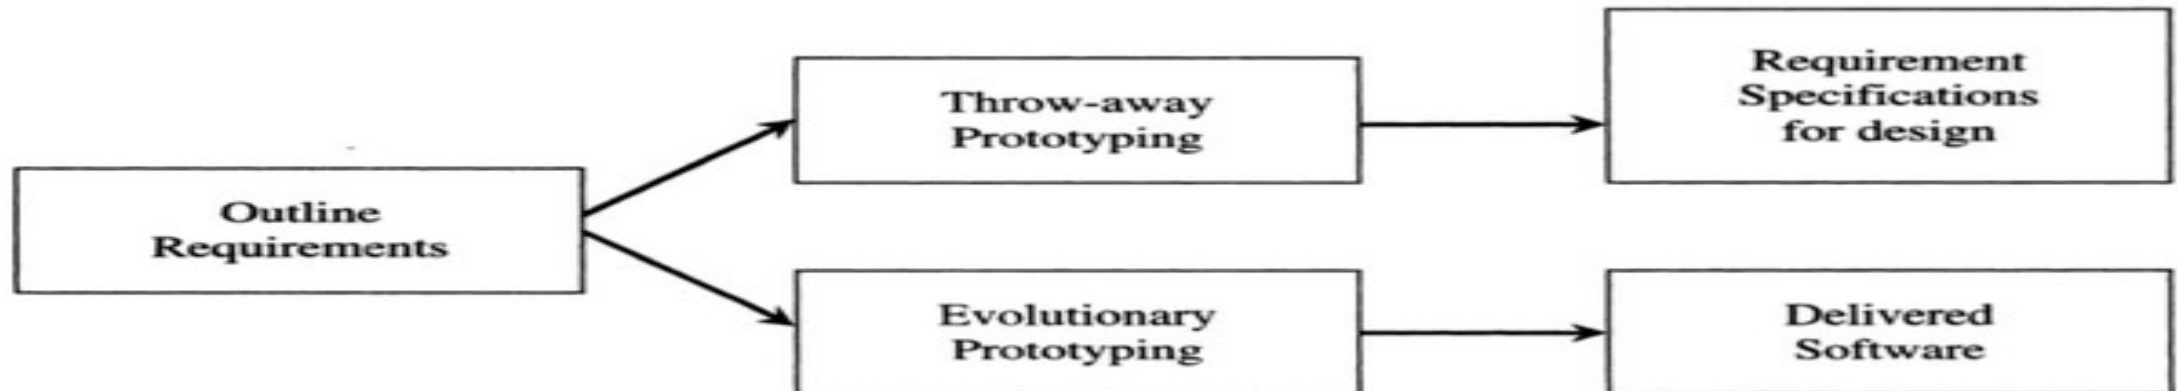 Outline
Requirements
Throw-away
Prototyping
Requirement
Specifications
for design
Evolutionary
Prototyping
Delivered
Software